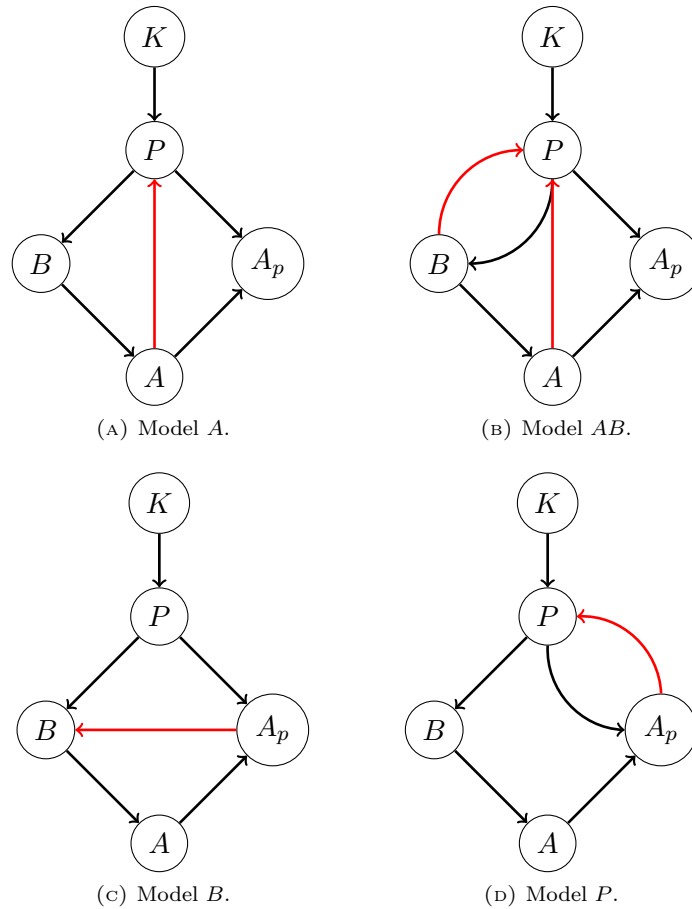 K K
P P
B A_p B A_p
A A
(A) Model A. (B) Model AB.
K K
P P
B A_p B A_p
A A
(C) Model B. (D) Model P.